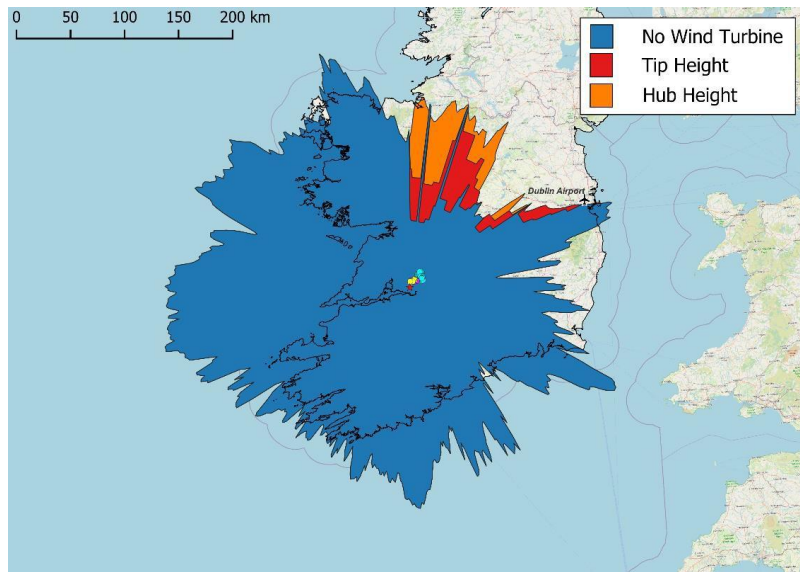 0 50 100 150 200 km
No Wind Turbine
Tip Height
Hub Height
Dublin Airport